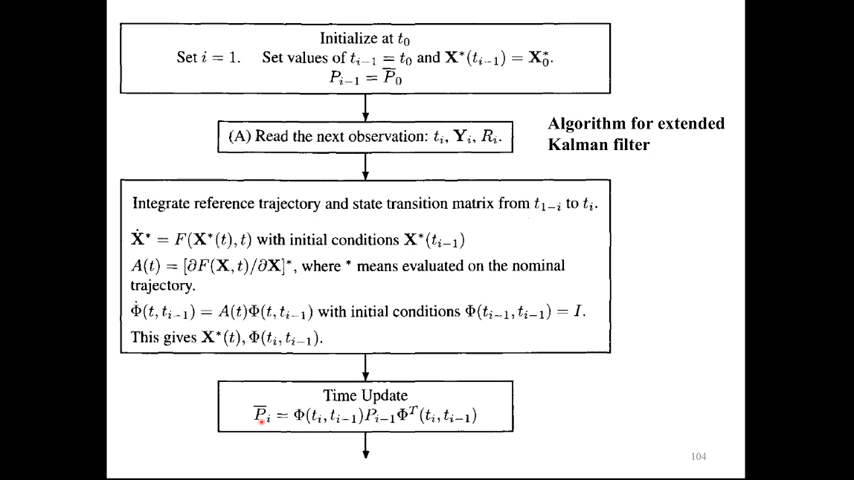 Initialize at t₀
Set i = 1. Set values of tᵢ₋₁ = t₀ and X*(tᵢ₋₁) = X₀*.
Pᵢ₋₁ = P̅₀
(A) Read the next observation: tᵢ, Yᵢ, Rᵢ.
Algorithm for extended
Kalman filter
Integrate reference trajectory and state transition matrix from t₁₋ᵢ to tᵢ.
Ẋ* = F(X*(t), t) with initial conditions X*(tᵢ₋₁)
A(t) = [∂F(X, t)/∂X]*, where * means evaluated on the nominal
trajectory.
Φ̇(t, tᵢ₋₁) = A(t)Φ(t, tᵢ₋₁) with initial conditions Φ(tᵢ₋₁, tᵢ₋₁) = I.
This gives X*(t), Φ(tᵢ, tᵢ₋₁).
Time Update
P̅ᵢ = Φ(tᵢ, tᵢ₋₁)Pᵢ₋₁Φᵀ(tᵢ, tᵢ₋₁)
104